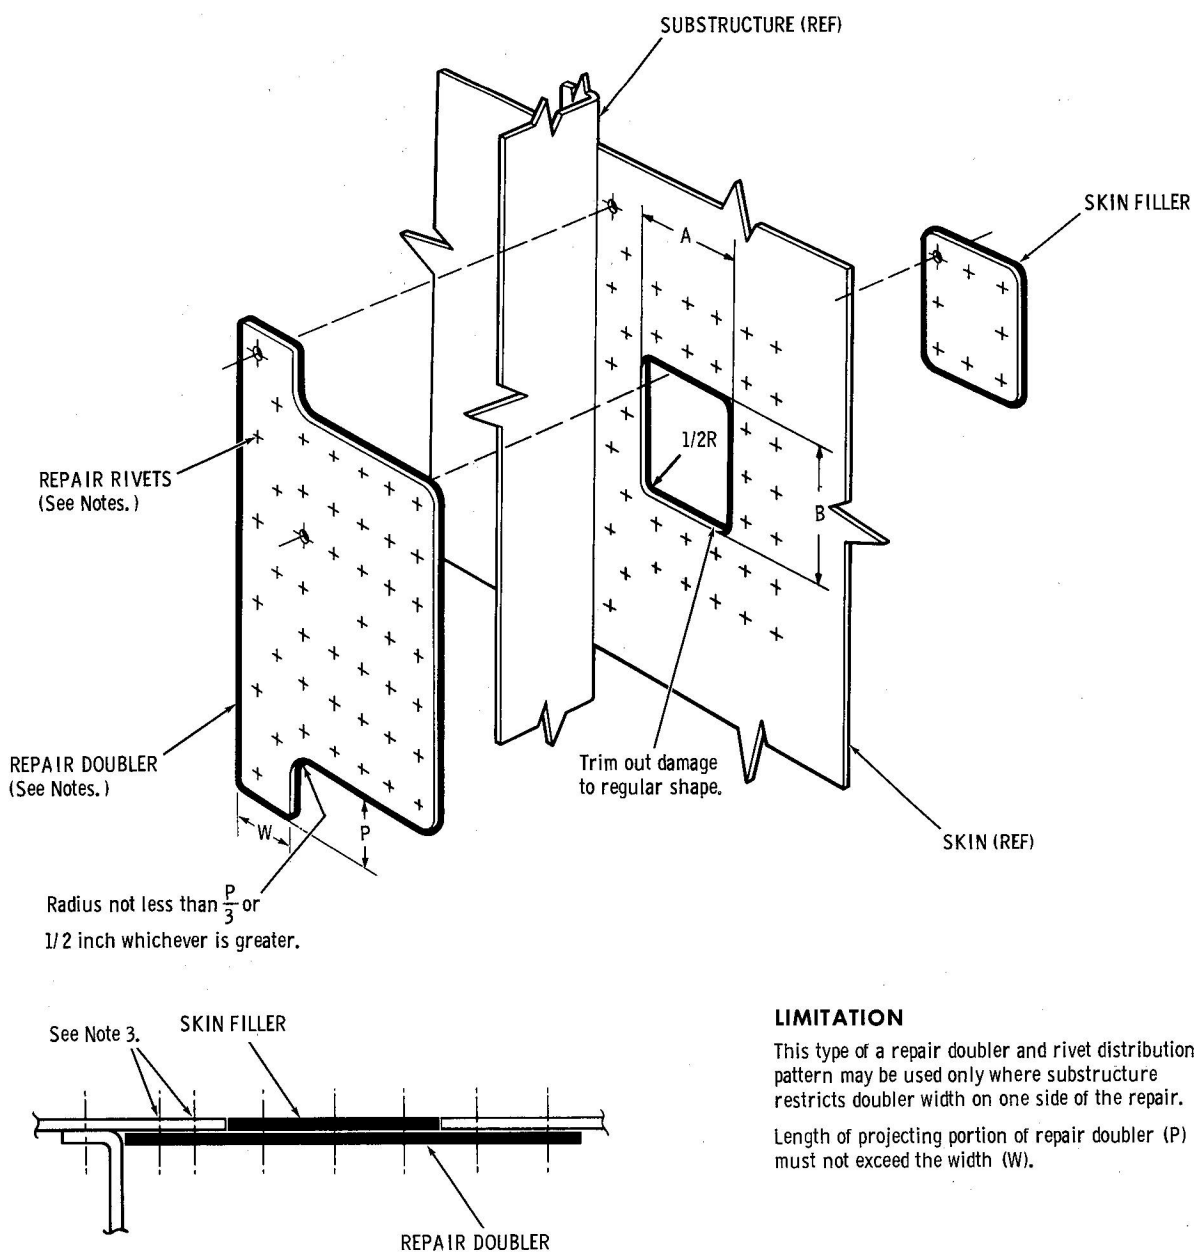 SUBSTRUCTURE (REF)
SKIN FILLER
A
1/2R
B
REPAIR RIVETS
(See Notes.)
REPAIR DOUBLER
(See Notes.)
Trim out damage
to regular shape.
W
P
SKIN (REF)
Radius not less than P/3 or
1/2 inch whichever is greater.
See Note 3.
SKIN FILLER
REPAIR DOUBLER
LIMITATION
This type of a repair doubler and rivet distribution
pattern may be used only where substructure
restricts doubler width on one side of the repair.
Length of projecting portion of repair doubler (P)
must not exceed the width (W).